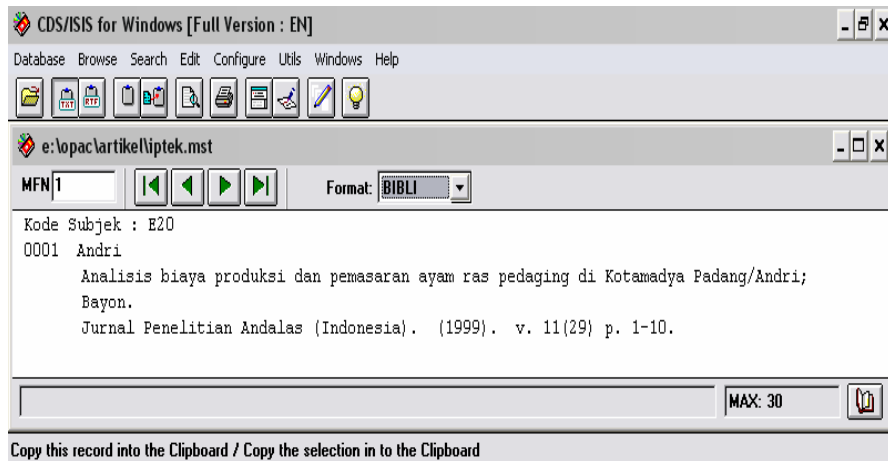 CDS/ISIS for Windows [Full Version : EN]
Database Browse Search Edit Configure Utils Windows Help
TXT RTF
e:\opac\artikel\iptek.mst
MFN 1 Format: BIBLI
Kode Subjek : E20
0001 Andri
Analisis biaya produksi dan pemasaran ayam ras pedaging di Kotamadya Padang/Andri;
Bayon.
Jurnal Penelitian Andalas (Indonesia). (1999). v. 11(29) p. 1-10.
MAX: 30
Copy this record into the Clipboard / Copy the selection in to the Clipboard